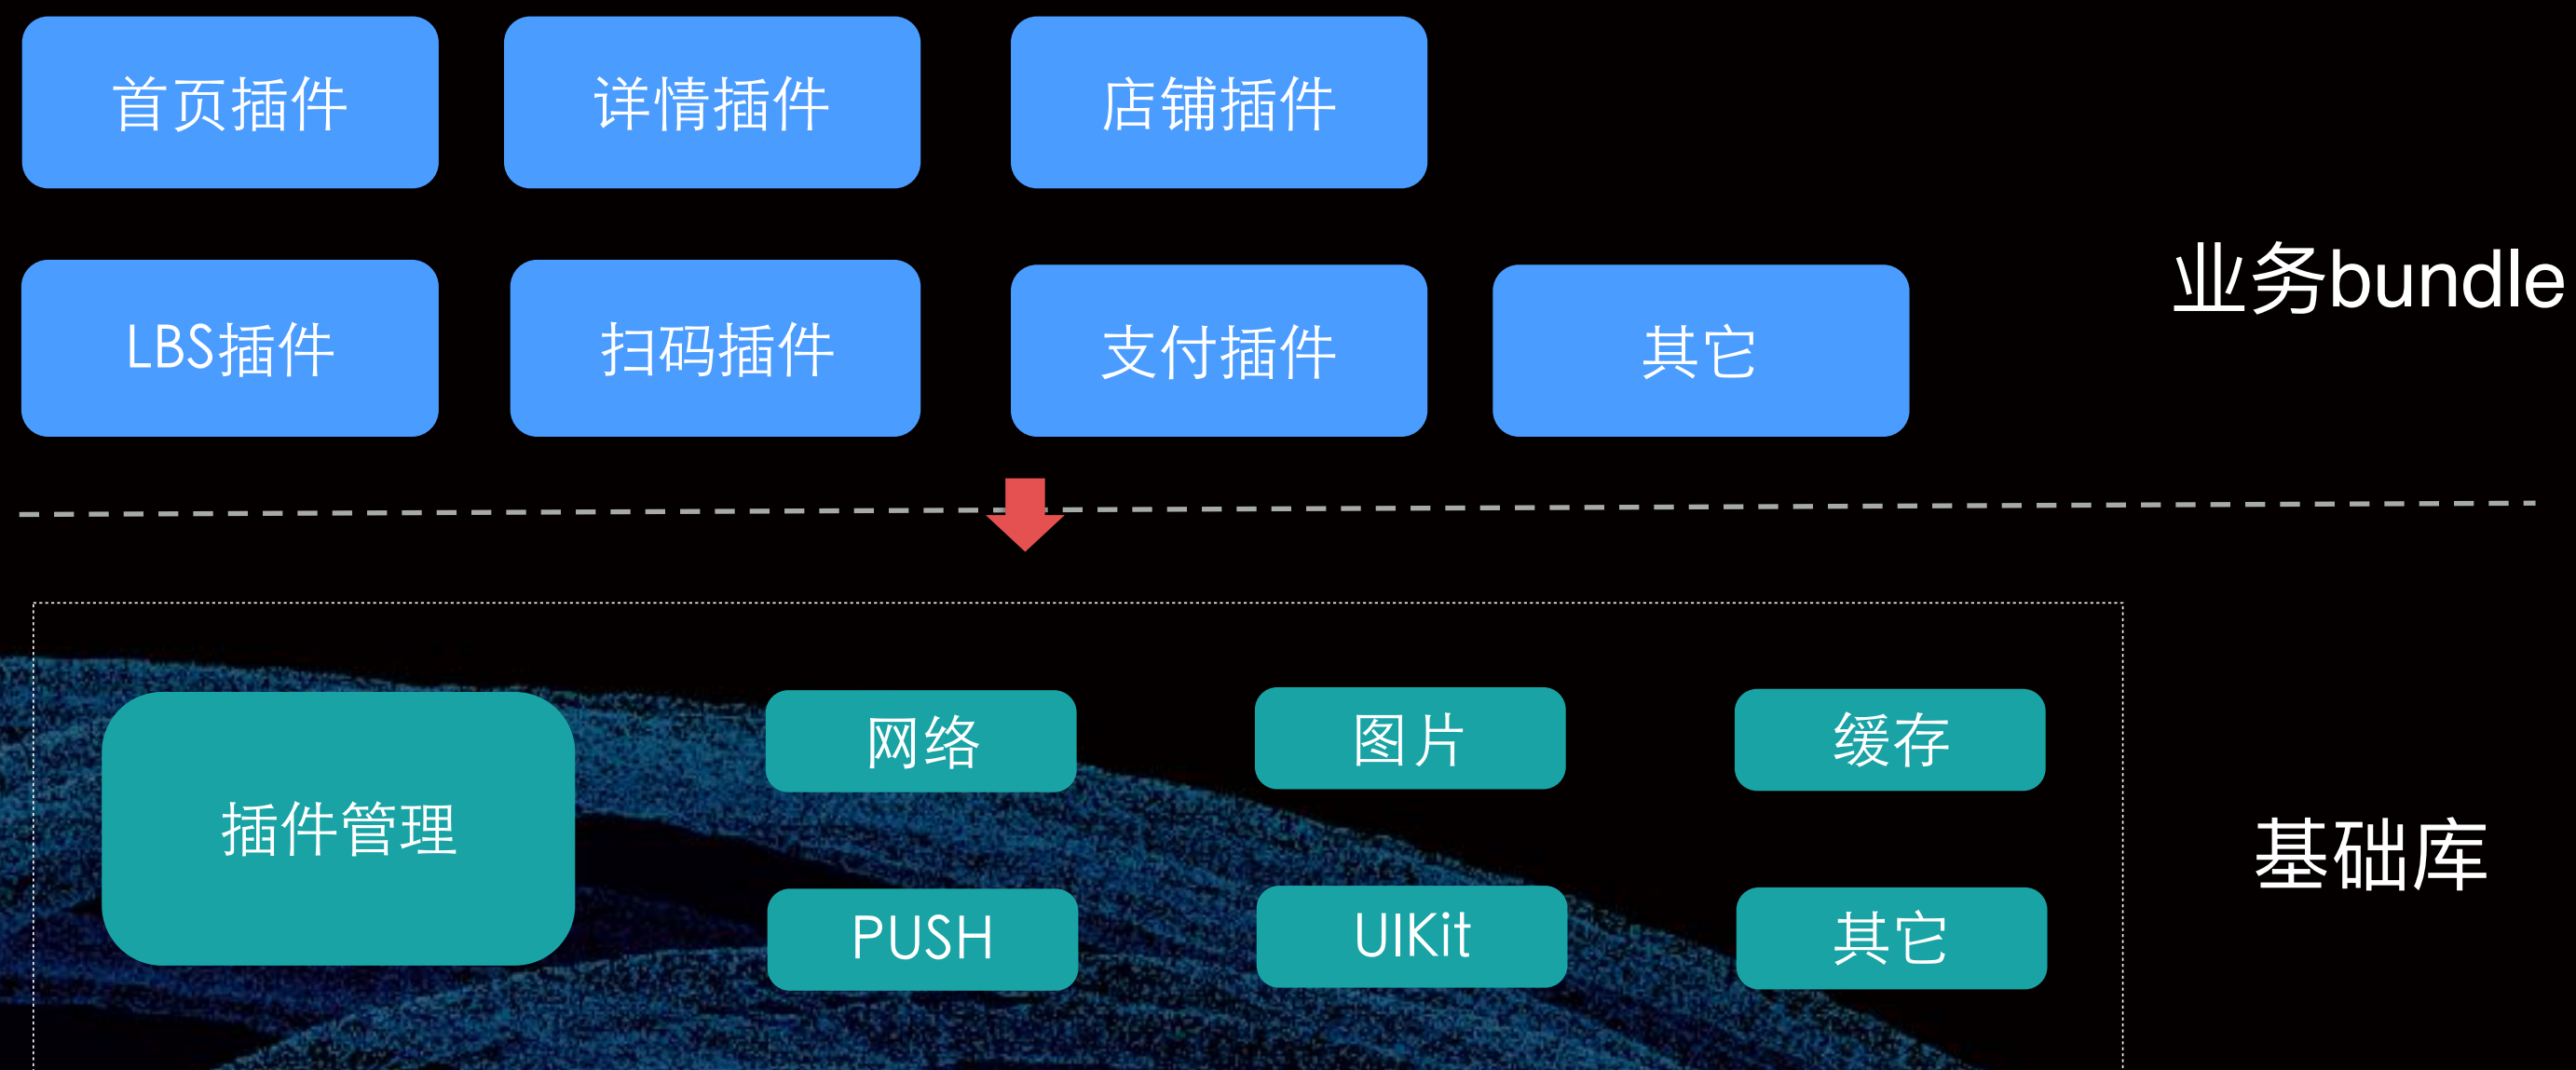 首页插件
详情插件
店铺插件
业务bundle
LBS插件
扫码插件
支付插件
其它
网络
图片
缓存
插件管理
基础库
PUSH
UIKit
其它